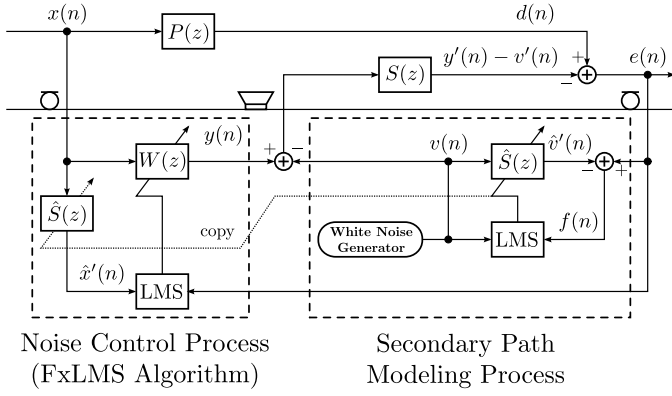 x(n)
d(n)
P(z)
y′(n) − v′(n)
+
e(n)
S(z)
−
y(n)
v(n)
v̂′(n)
+
−
W(z)
Ŝ(z)
−
+
Ŝ(z)
copy
f(n)
White Noise
Generator
LMS
x̂′(n)
LMS
Noise Control Process
(FxLMS Algorithm)
Secondary Path
Modeling Process